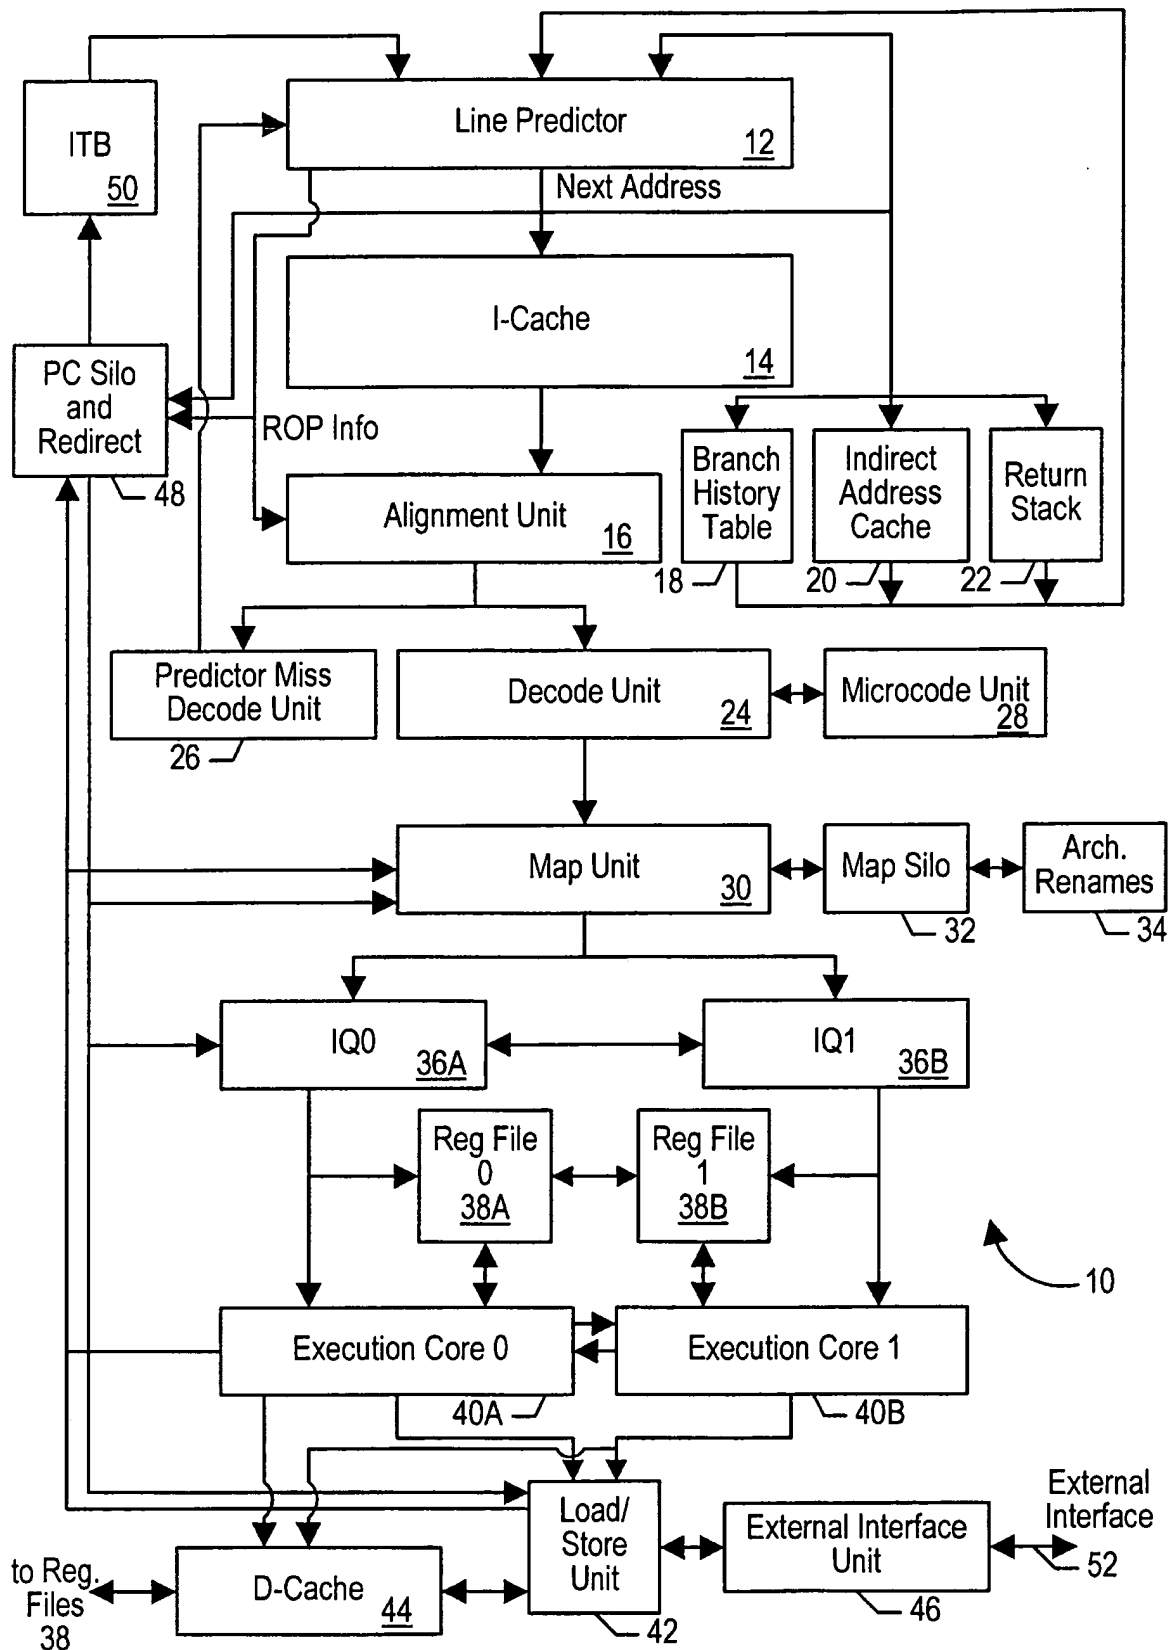 Line Predictor
12
ITB
50
Next Address
I-Cache
14
PC Silo
and
Redirect
48
ROP Info
Alignment Unit
16
Branch
History
Table
18
Indirect
Address
Cache
20
Return
Stack
22
Predictor Miss
Decode Unit
26
Decode Unit
24
Microcode Unit
28
Map Unit
30
Map Silo
32
Arch.
Renames
34
IQ0
36A
IQ1
36B
Reg File
0
38A
Reg File
1
38B
10
Execution Core 0
40A
Execution Core 1
40B
Load/
Store
Unit
42
External Interface
Unit
46
External
Interface
52
to Reg.
Files
38
D-Cache
44